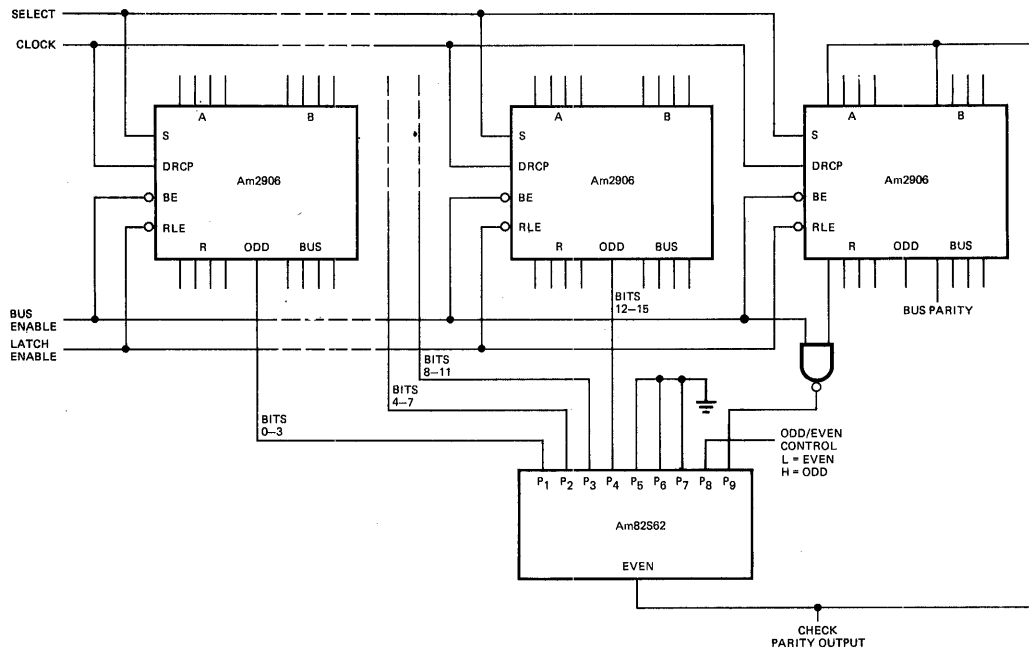 SELECT
CLOCK
A B
S
DRCP
Am2906
BE
RLE
R ODD BUS
A B
S
DRCP
Am2906
BE
RLE
R ODD BUS
A B
S
DRCP
Am2906
BE
RLE
R ODD BUS
BUS
ENABLE
LATCH
ENABLE
BITS
12–15
BUS PARITY
BITS
8–11
BITS
4–7
BITS
0–3
ODD/EVEN
CONTROL
L = EVEN
H = ODD
P1 P2 P3 P4 P5 P6 P7 P8 P9
Am82S62
EVEN
CHECK
PARITY OUTPUT